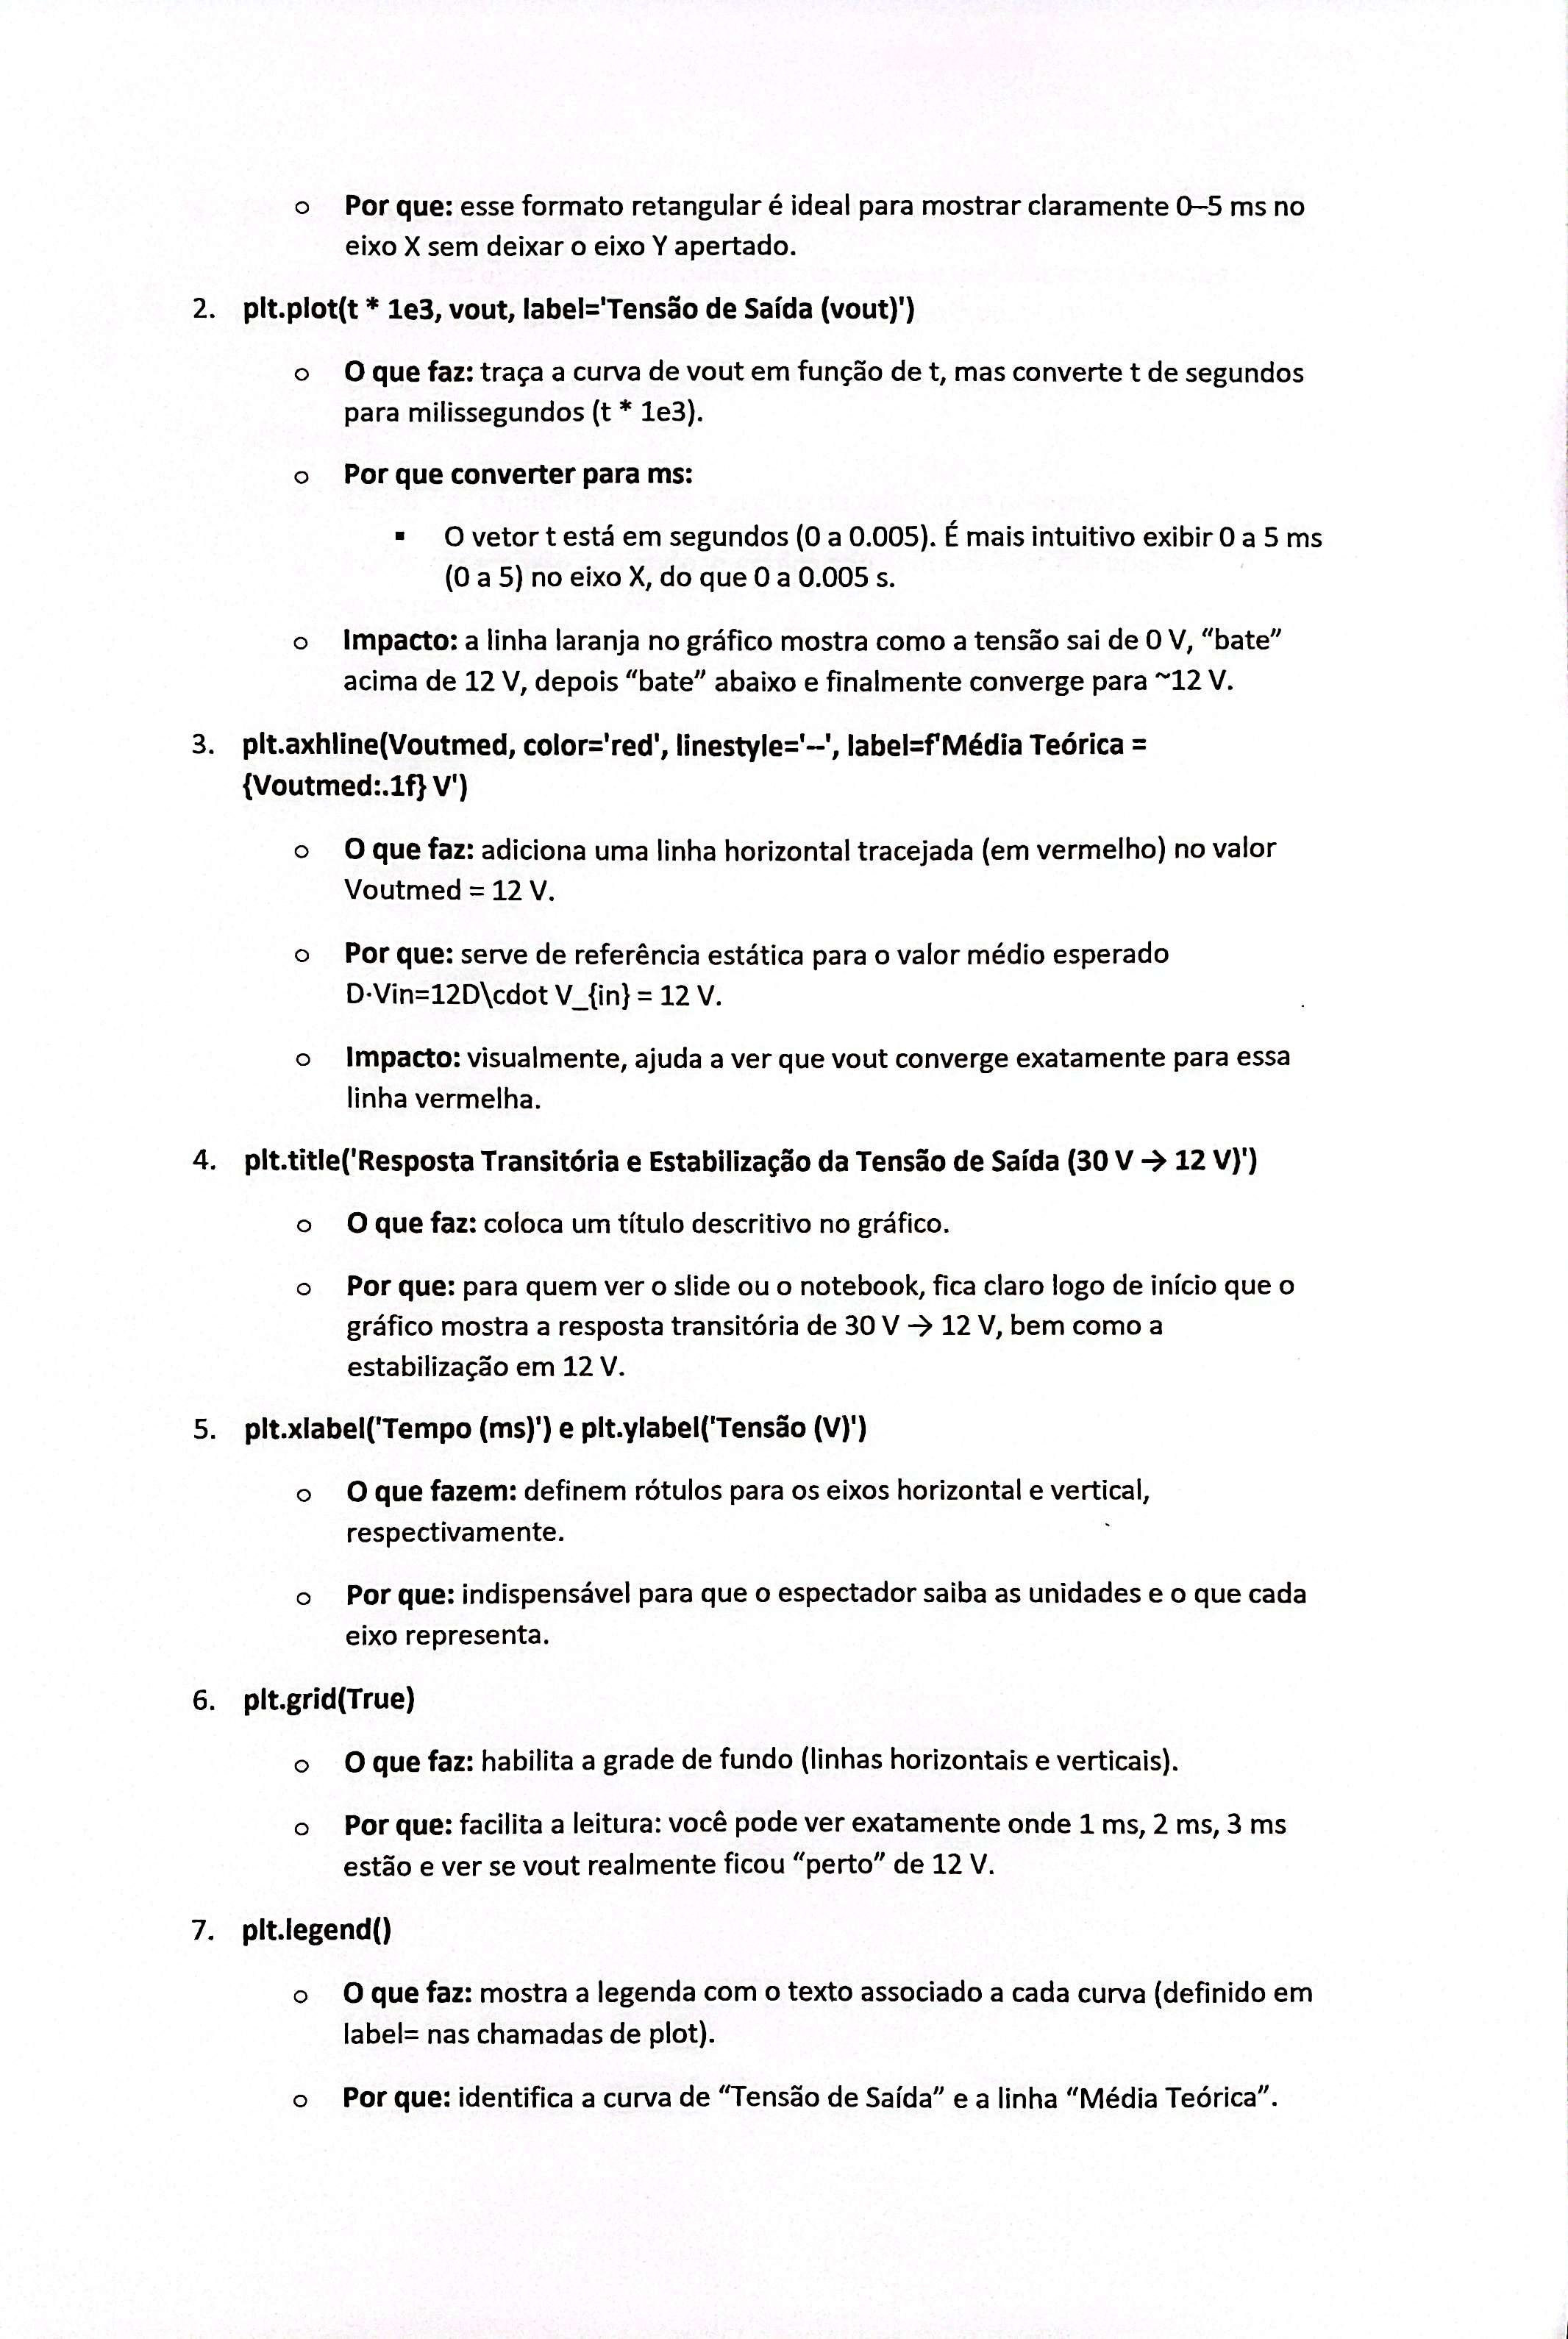 ○ Por que: esse formato retangular é ideal para mostrar claramente 0–5 ms no
eixo X sem deixar o eixo Y apertado.
2. plt.plot(t * 1e3, vout, label='Tensão de Saída (vout)')
○ O que faz: traça a curva de vout em função de t, mas converte t de segundos
para milissegundos (t * 1e3).
○ Por que converter para ms:
▪ O vetor t está em segundos (0 a 0.005). É mais intuitivo exibir 0 a 5 ms
(0 a 5) no eixo X, do que 0 a 0.005 s.
○ Impacto: a linha laranja no gráfico mostra como a tensão sai de 0 V, “bate”
acima de 12 V, depois “bate” abaixo e finalmente converge para ~12 V.
3. plt.axhline(Voutmed, color='red', linestyle='--', label=f'Média Teórica =
{Voutmed:.1f} V')
○ O que faz: adiciona uma linha horizontal tracejada (em vermelho) no valor
Voutmed = 12 V.
○ Por que: serve de referência estática para o valor médio esperado
D·Vin=12D\cdot V_{in} = 12 V.
○ Impacto: visualmente, ajuda a ver que vout converge exatamente para essa
linha vermelha.
4. plt.title('Resposta Transitória e Estabilização da Tensão de Saída (30 V → 12 V)')
○ O que faz: coloca um título descritivo no gráfico.
○ Por que: para quem ver o slide ou o notebook, fica claro logo de início que o
gráfico mostra a resposta transitória de 30 V → 12 V, bem como a
estabilização em 12 V.
5. plt.xlabel('Tempo (ms)') e plt.ylabel('Tensão (V)')
○ O que fazem: definem rótulos para os eixos horizontal e vertical,
respectivamente.
○ Por que: indispensável para que o espectador saiba as unidades e o que cada
eixo representa.
6. plt.grid(True)
○ O que faz: habilita a grade de fundo (linhas horizontais e verticais).
○ Por que: facilita a leitura: você pode ver exatamente onde 1 ms, 2 ms, 3 ms
estão e ver se vout realmente ficou “perto” de 12 V.
7. plt.legend()
○ O que faz: mostra a legenda com o texto associado a cada curva (definido em
label= nas chamadas de plot).
○ Por que: identifica a curva de “Tensão de Saída” e a linha “Média Teórica”.